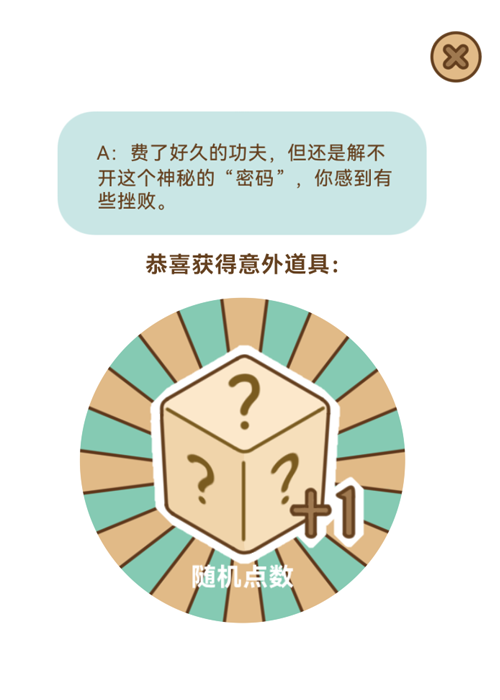 A：费了好久的功夫，但还是解不
开这个神秘的“密码”，你感到有
些挫败。
恭喜获得意外道具：
?
? ?
+1
随机点数